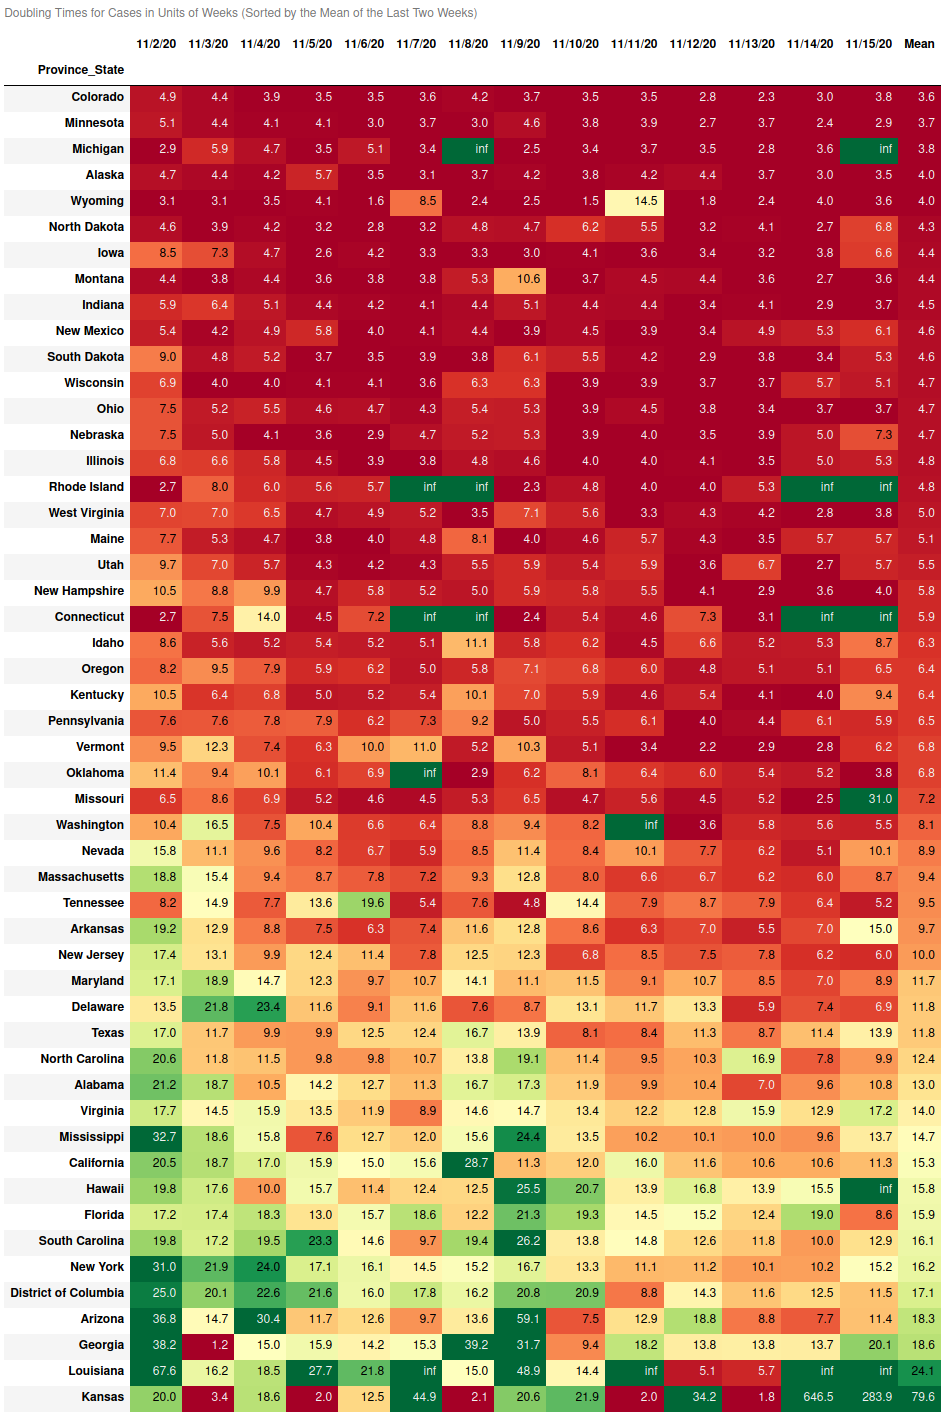 Doubling Times for Cases in Units of Weeks (Sorted by the Mean of the Last Two Weeks)
11/2/20 11/3/20 11/4/20 11/5/20 11/6/20 11/7/20 11/8/20 11/9/20 11/10/20 11/11/20 11/12/20 11/13/20 11/14/20 11/15/20 Mean
Province_State
Colorado 4.9 4.4 3.9 3.5 3.5 3.6 4.2 3.7 3.5 3.5 2.8 2.3 3.0 3.8 3.6
Minnesota 5.1 4.4 4.1 4.1 3.0 3.7 3.0 4.6 3.8 3.9 2.7 3.7 2.4 2.9 3.7
Michigan 2.9 5.9 4.7 3.5 5.1 3.4 inf 2.5 3.4 3.7 3.5 2.8 3.6 inf 3.8
Alaska 4.7 4.4 4.2 5.7 3.5 3.1 3.7 4.2 3.8 4.2 4.4 3.7 3.0 3.5 4.0
Wyoming 3.1 3.1 3.5 4.1 1.6 8.5 2.4 2.5 1.5 14.5 1.8 2.4 4.0 3.6 4.0
North Dakota 4.6 3.9 4.2 3.2 2.8 3.2 4.8 4.7 6.2 5.5 3.2 4.1 2.7 6.8 4.3
Iowa 8.5 7.3 4.7 2.6 4.2 3.3 3.3 3.0 4.1 3.6 3.4 3.2 3.8 6.6 4.4
Montana 4.4 3.8 4.4 3.6 3.8 3.8 5.3 10.6 3.7 4.5 4.4 3.6 2.7 3.6 4.4
Indiana 5.9 6.4 5.1 4.4 4.2 4.1 4.4 5.1 4.4 4.4 3.4 4.1 2.9 3.7 4.5
New Mexico 5.4 4.2 4.9 5.8 4.0 4.1 4.4 3.9 4.5 3.9 3.4 4.9 5.3 6.1 4.6
South Dakota 9.0 4.8 5.2 3.7 3.5 3.9 3.8 6.1 5.5 4.2 2.9 3.8 3.4 5.3 4.6
Wisconsin 6.9 4.0 4.0 4.1 4.1 3.6 6.3 6.3 3.9 3.9 3.7 3.7 5.7 5.1 4.7
Ohio 7.5 5.2 5.5 4.6 4.7 4.3 5.4 5.3 3.9 4.5 3.8 3.4 3.7 3.7 4.7
Nebraska 7.5 5.0 4.1 3.6 2.9 4.7 5.2 5.3 3.9 4.0 3.5 3.9 5.0 7.3 4.7
Illinois 6.8 6.6 5.8 4.5 3.9 3.8 4.8 4.6 4.0 4.0 4.1 3.5 5.0 5.3 4.8
Rhode Island 2.7 8.0 6.0 5.6 5.7 inf inf 2.3 4.8 4.0 4.0 5.3 inf inf 4.8
West Virginia 7.0 7.0 6.5 4.7 4.9 5.2 3.5 7.1 5.6 3.3 4.3 4.2 2.8 3.8 5.0
Maine 7.7 5.3 4.7 3.8 4.0 4.8 8.1 4.0 4.6 5.7 4.3 3.5 5.7 5.7 5.1
Utah 9.7 7.0 5.7 4.3 4.2 4.3 5.5 5.9 5.4 5.9 3.6 6.7 2.7 5.7 5.5
New Hampshire 10.5 8.8 9.9 4.7 5.8 5.2 5.0 5.9 5.8 5.5 4.1 2.9 3.6 4.0 5.8
Connecticut 2.7 7.5 14.0 4.5 7.2 inf inf 2.4 5.4 4.6 7.3 3.1 inf inf 5.9
Idaho 8.6 5.6 5.2 5.4 5.2 5.1 11.1 5.8 6.2 4.5 6.6 5.2 5.3 8.7 6.3
Oregon 8.2 9.5 7.9 5.9 6.2 5.0 5.8 7.1 6.8 6.0 4.8 5.1 5.1 6.5 6.4
Kentucky 10.5 6.4 6.8 5.0 5.2 5.4 10.1 7.0 5.9 4.6 5.4 4.1 4.0 9.4 6.4
Pennsylvania 7.6 7.6 7.8 7.9 6.2 7.3 9.2 5.0 5.5 6.1 4.0 4.4 6.1 5.9 6.5
Vermont 9.5 12.3 7.4 6.3 10.0 11.0 5.2 10.3 5.1 3.4 2.2 2.9 2.8 6.2 6.8
Oklahoma 11.4 9.4 10.1 6.1 6.9 inf 2.9 6.2 8.1 6.4 6.0 5.4 5.2 3.8 6.8
Missouri 6.5 8.6 6.9 5.2 4.6 4.5 5.3 6.5 4.7 5.6 4.5 5.2 2.5 31.0 7.2
Washington 10.4 16.5 7.5 10.4 6.6 6.4 8.8 9.4 8.2 inf 3.6 5.8 5.6 5.5 8.1
Nevada 15.8 11.1 9.6 8.2 6.7 5.9 8.5 11.4 8.4 10.1 7.7 6.2 5.1 10.1 8.9
Massachusetts 18.8 15.4 9.4 8.7 7.8 7.2 9.3 12.8 8.0 6.6 6.7 6.2 6.0 8.7 9.4
Tennessee 8.2 14.9 7.7 13.6 19.6 5.4 7.6 4.8 14.4 7.9 8.7 7.9 6.4 5.2 9.5
Arkansas 19.2 12.9 8.8 7.5 6.3 7.4 11.6 12.8 8.6 6.3 7.0 5.5 7.0 15.0 9.7
New Jersey 17.4 13.1 9.9 12.4 11.4 7.8 12.5 12.3 6.8 8.5 7.5 7.8 6.2 6.0 10.0
Maryland 17.1 18.9 14.7 12.3 9.7 10.7 14.1 11.1 11.5 9.1 10.7 8.5 7.0 8.9 11.7
Delaware 13.5 21.8 23.4 11.6 9.1 11.6 7.6 8.7 13.1 11.7 13.3 5.9 7.4 6.9 11.8
Texas 17.0 11.7 9.9 9.9 12.5 12.4 16.7 13.9 8.1 8.4 11.3 8.7 11.4 13.9 11.8
North Carolina 20.6 11.8 11.5 9.8 9.8 10.7 13.8 19.1 11.4 9.5 10.3 16.9 7.8 9.9 12.4
Alabama 21.2 18.7 10.5 14.2 12.7 11.3 16.7 17.3 11.9 9.9 10.4 7.0 9.6 10.8 13.0
Virginia 17.7 14.5 15.9 13.5 11.9 8.9 14.6 14.7 13.4 12.2 12.8 15.9 12.9 17.2 14.0
Mississippi 32.7 18.6 15.8 7.6 12.7 12.0 15.6 24.4 13.5 10.2 10.1 10.0 9.6 13.7 14.7
California 20.5 18.7 17.0 15.9 15.0 15.6 28.7 11.3 12.0 16.0 11.6 10.6 10.6 11.3 15.3
Hawaii 19.8 17.6 10.0 15.7 11.4 12.4 12.5 25.5 20.7 13.9 16.8 13.9 15.5 inf 15.8
Florida 17.2 17.4 18.3 13.0 15.7 18.6 12.2 21.3 19.3 14.5 15.2 12.4 19.0 8.6 15.9
South Carolina 19.8 17.2 19.5 23.3 14.6 9.7 19.4 26.2 13.8 14.8 12.6 11.8 10.0 12.9 16.1
New York 31.0 21.9 24.0 17.1 16.1 14.5 15.2 16.7 13.3 11.1 11.2 10.1 10.2 15.2 16.2
District of Columbia 25.0 20.1 22.6 21.6 16.0 17.8 16.2 20.8 20.9 8.8 14.3 11.6 12.5 11.5 17.1
Arizona 36.8 14.7 30.4 11.7 12.6 9.7 13.6 59.1 7.5 12.9 18.8 8.8 7.7 11.4 18.3
Georgia 38.2 1.2 15.0 15.9 14.2 15.3 39.2 31.7 9.4 18.2 13.8 13.8 13.7 20.1 18.6
Louisiana 67.6 16.2 18.5 27.7 21.8 inf 15.0 48.9 14.4 inf 5.1 5.7 inf inf 24.1
Kansas 20.0 3.4 18.6 2.0 12.5 44.9 2.1 20.6 21.9 2.0 34.2 1.8 646.5 283.9 79.6